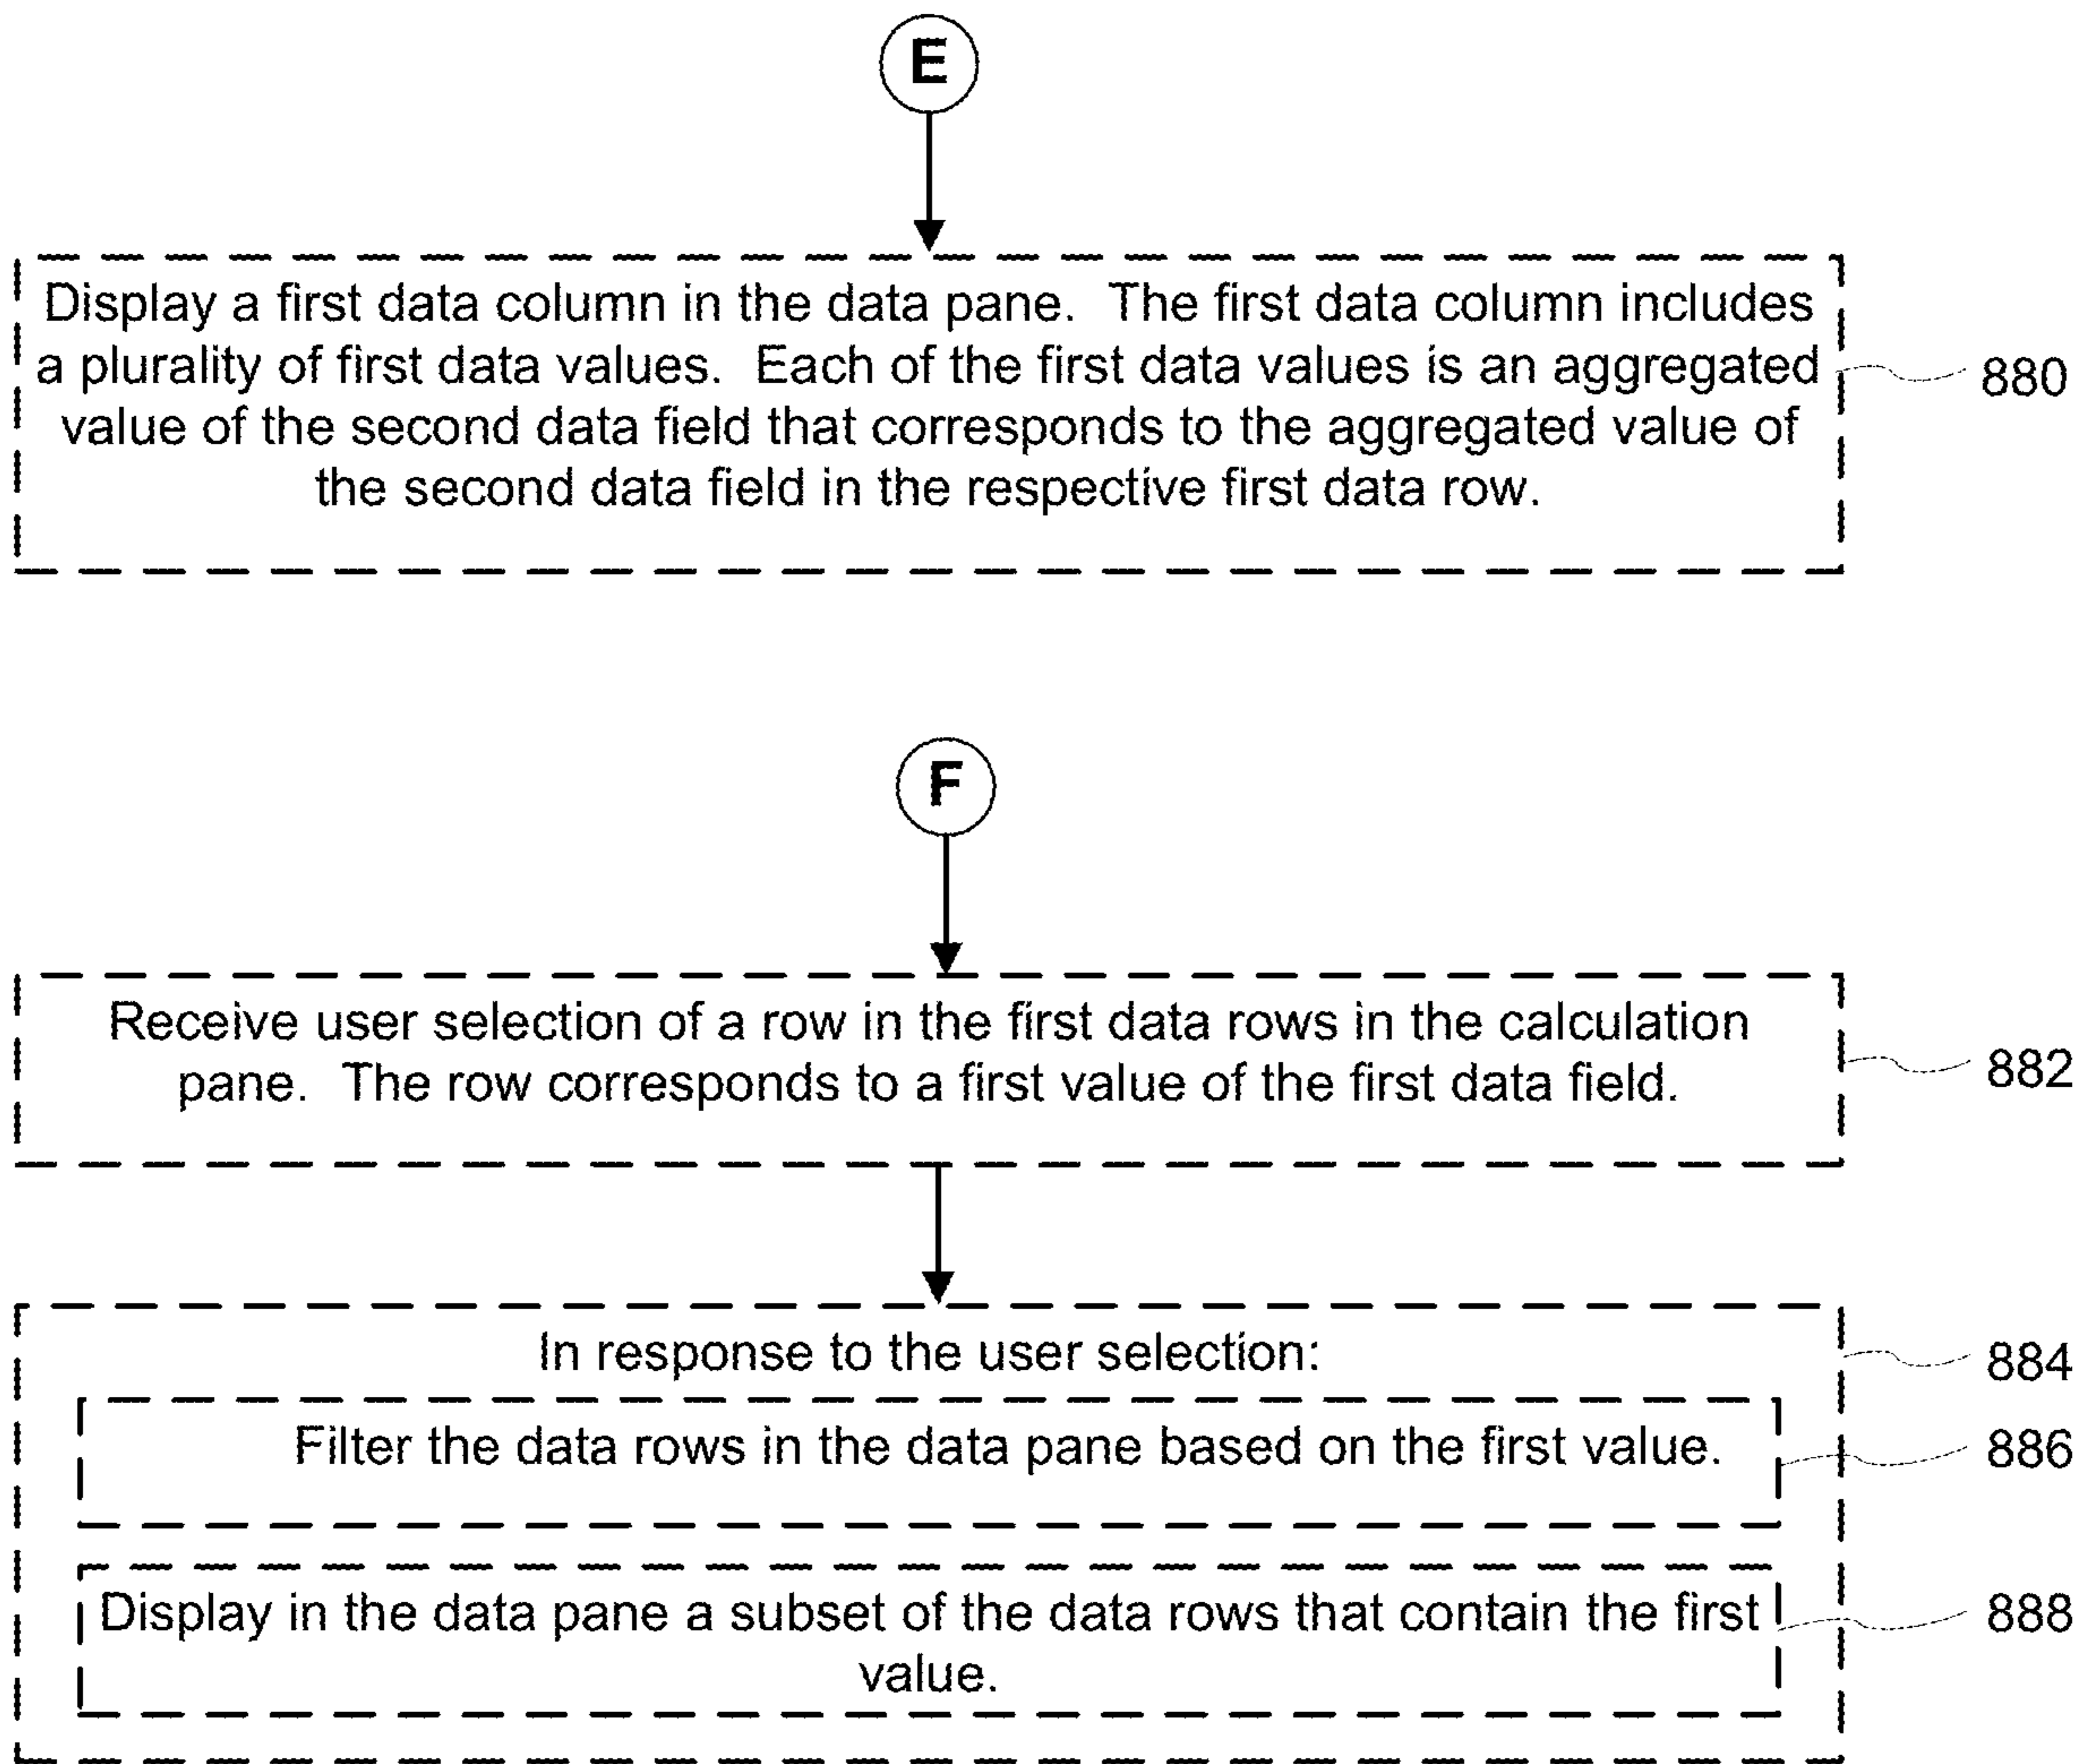 E
Display a first data column in the data pane. The first data column includes
a plurality of first data values. Each of the first data values is an aggregated
value of the second data field that corresponds to the aggregated value of
the second data field in the respective first data row.
880
F
Receive user selection of a row in the first data rows in the calculation
pane. The row corresponds to a first value of the first data field.
882
In response to the user selection:
884
Filter the data rows in the data pane based on the first value.
886
Display in the data pane a subset of the data rows that contain the first
value.
888